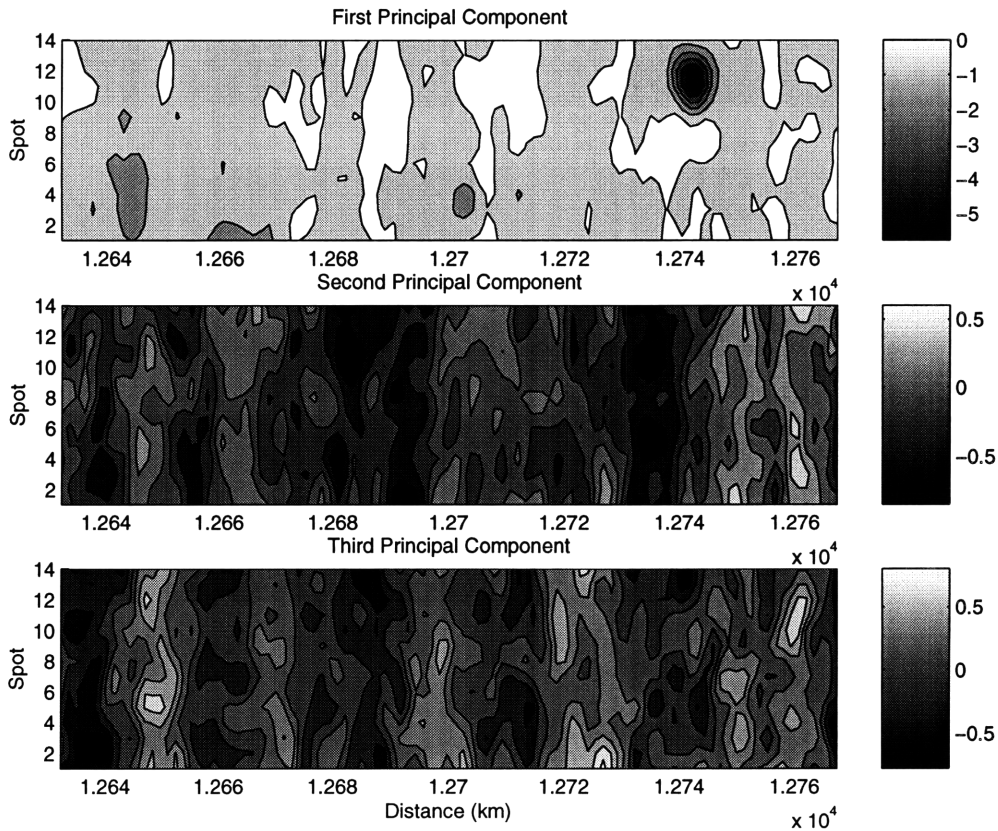 First Principal Component
14
12
10
8
6
4
2
Spot
1.264 1.266 1.268 1.27 1.272 1.274 1.276
x 10^4
0
−1
−2
−3
−4
−5
Second Principal Component
14
12
10
8
6
4
2
Spot
1.264 1.266 1.268 1.27 1.272 1.274 1.276
x 10^4
0.5
0
−0.5
Third Principal Component
14
12
10
8
6
4
2
Spot
1.264 1.266 1.268 1.27 1.272 1.274 1.276
Distance (km)
x 10^4
0.5
0
−0.5